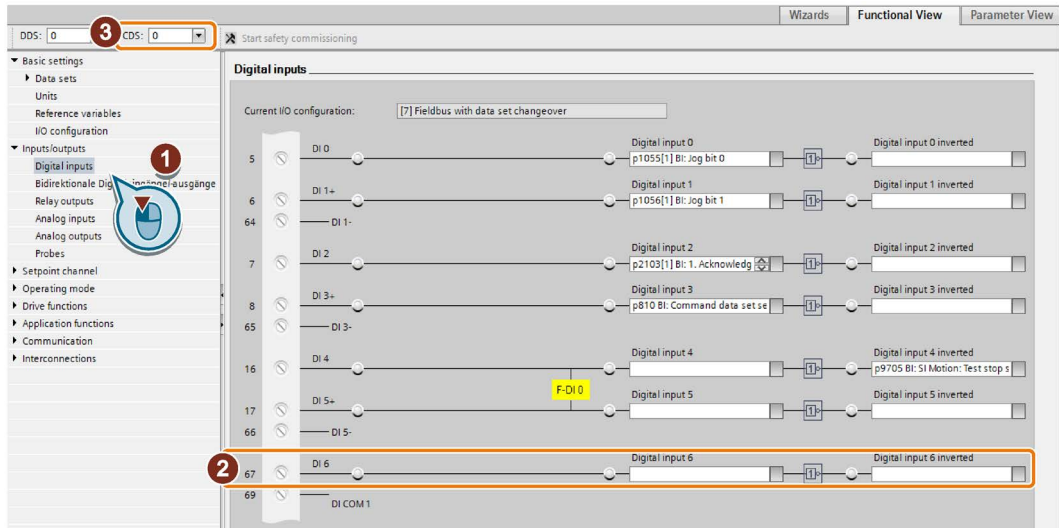 Wizards Functional View Parameter View
DDS: 0 3 CDS: 0 Start safety commissioning
Basic settings
Data sets
Units
Reference variables
I/O configuration
Inputs/outputs
Digital inputs
1
Bidirektionale
Relay outputs
Analog inputs
Analog outputs
Probes
Setpoint channel
Operating mode
Drive functions
Application functions
Communication
Interconnections
Digital inputs
Current I/O configuration: [7] Fieldbus with data set changeover
DI 0 Digital input 0 Digital input 0 inverted
5 p1055[1] BI: Jog bit 0 1
DI 1+ Digital input 1 Digital input 1 inverted
6 p1056[1] BI: Jog bit 1 1
64 DI 1-
DI 2 Digital input 2 Digital input 2 inverted
7 p2103[1] BI: 1. Acknowledg 1
DI 3+ Digital input 3 Digital input 3 inverted
8 p810 BI: Command data set se 1
65 DI 3-
DI 4 Digital input 4 Digital input 4 inverted
16 1 p9705 BI: SI Motion: Test stop s
F-DI 0
DI 5+ Digital input 5 Digital input 5 inverted
17 1
66 DI 5-
2
DI 6 Digital input 6 Digital input 6 inverted
67 1
69 DI COM 1